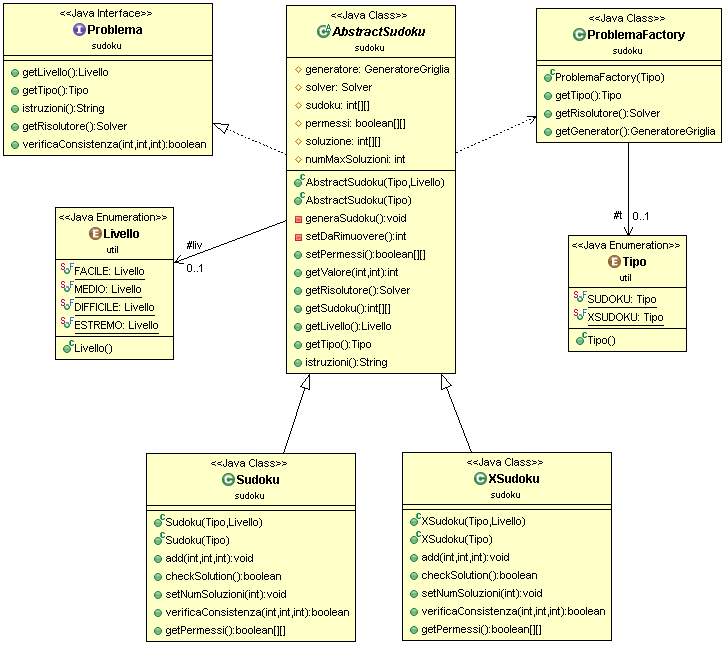 <<Java Interface>>
Problema
sudoku
getLivello():Livello
getTipo():Tipo
istruzioni():String
getRisolutore():Solver
verificaConsistenza(int,int,int):boolean
<<Java Class>>
AbstractSudoku
sudoku
generatore: GeneratoreGriglia
solver: Solver
sudoku: int[][]
permessi: boolean[][]
soluzione: int[][]
numMaxSoluzioni: int
AbstractSudoku(Tipo,Livello)
AbstractSudoku(Tipo)
generaSudoku():void
setDaRimuovere():int
setPermessi():boolean[][]
getValore(int,int):int
getRisolutore():Solver
getSudoku():int[][]
getLivello():Livello
getTipo():Tipo
istruzioni():String
<<Java Class>>
ProblemaFactory
sudoku
ProblemaFactory(Tipo)
getTipo():Tipo
getRisolutore():Solver
getGenerator():GeneratoreGriglia
<<Java Enumeration>>
Livello
util
FACILE: Livello
MEDIO: Livello
DIFFICILE: Livello
ESTREMO: Livello
Livello()
#liv
0..1
#t
0..1
<<Java Enumeration>>
Tipo
util
SUDOKU: Tipo
XSUDOKU: Tipo
Tipo()
<<Java Class>>
Sudoku
sudoku
Sudoku(Tipo,Livello)
Sudoku(Tipo)
add(int,int,int):void
checkSolution():boolean
setNumSoluzioni(int):void
verificaConsistenza(int,int,int):boolean
getPermessi():boolean[][]
<<Java Class>>
XSudoku
sudoku
XSudoku(Tipo,Livello)
XSudoku(Tipo)
add(int,int,int):void
checkSolution():boolean
setNumSoluzioni(int):void
verificaConsistenza(int,int,int):boolean
getPermessi():boolean[][]